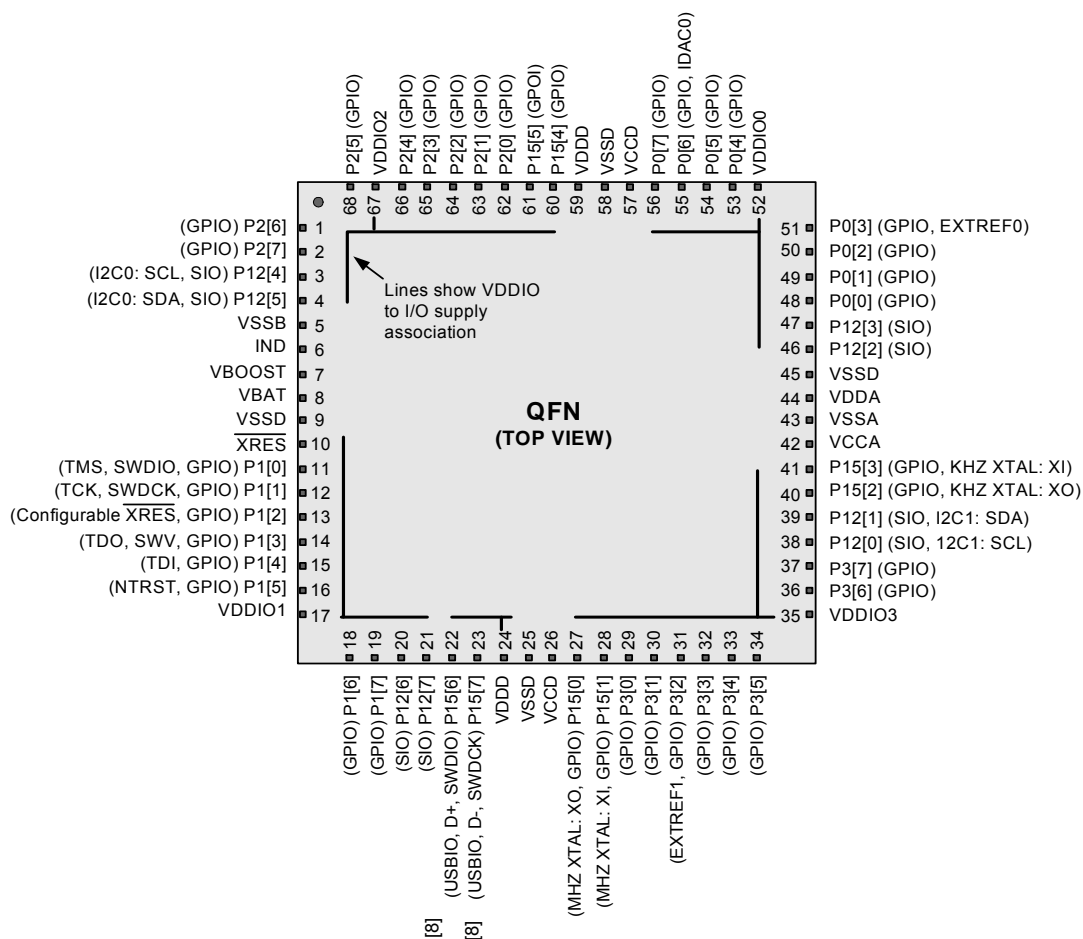 P2[5] (GPIO)
VDDIO2
P2[4] (GPIO)
P2[3] (GPIO)
P2[2] (GPIO)
P2[1] (GPIO)
P2[0] (GPIO)
P15[5] (GPOI)
P15[4] (GPIO)
VDDD
VSSD
VCCD
P0[7] (GPIO)
P0[6] (GPIO, IDAC0)
P0[5] (GPIO)
P0[4] (GPIO)
VDDIO0
68
67
66
65
64
63
62
61
60
59
58
57
56
55
54
53
52
(GPIO) P2[6] 1
(GPIO) P2[7] 2
(I2C0: SCL, SIO) P12[4] 3
(I2C0: SDA, SIO) P12[5] 4
VSSB 5
IND 6
VBOOST 7
VBAT 8
VSSD 9
XRES 10
(TMS, SWDIO, GPIO) P1[0] 11
(TCK, SWDCK, GPIO) P1[1] 12
(Configurable XRES, GPIO) P1[2] 13
(TDO, SWV, GPIO) P1[3] 14
(TDI, GPIO) P1[4] 15
(NTRST, GPIO) P1[5] 16
VDDIO1 17
Lines show VDDIO
to I/O supply
association
QFN
(TOP VIEW)
51 P0[3] (GPIO, EXTREF0)
50 P0[2] (GPIO)
49 P0[1] (GPIO)
48 P0[0] (GPIO)
47 P12[3] (SIO)
46 P12[2] (SIO)
45 VSSD
44 VDDA
43 VSSA
42 VCCA
41 P15[3] (GPIO, KHZ XTAL: XI)
40 P15[2] (GPIO, KHZ XTAL: XO)
39 P12[1] (SIO, I2C1: SDA)
38 P12[0] (SIO, 12C1: SCL)
37 P3[7] (GPIO)
36 P3[6] (GPIO)
35 VDDIO3
18
19
20
21
22
23
24
25
26
27
28
29
30
31
32
33
34
(GPIO) P1[6]
(GPIO) P1[7]
(SIO) P12[6]
(SIO) P12[7]
(USBIO, D+, SWDIO) P15[6]
(USBIO, D-, SWDCK) P15[7]
VDDD
VSSD
VCCD
(MHZ XTAL: XO, GPIO) P15[0]
(MHZ XTAL: XI, GPIO) P15[1]
(GPIO) P3[0]
(GPIO) P3[1]
(EXTREF1, GPIO) P3[2]
(GPIO) P3[3]
(GPIO) P3[4]
(GPIO) P3[5]
[8]
[8]